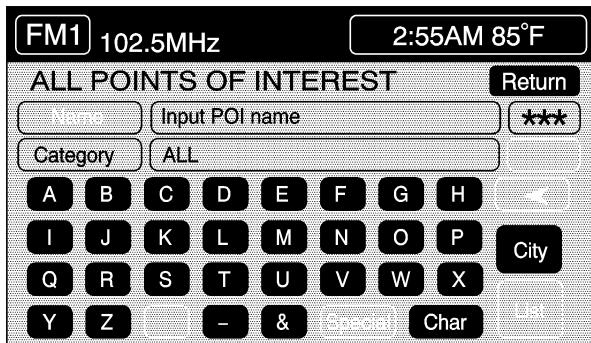 FM1 102.5MHz 2:55AM 85°F
ALL POINTS OF INTEREST Return
Name Input POI name ***
Category ALL
A B C D E F G H
I J K L M N O P
City
Q R S T U V W X
List
Y Z – & (Special) Char